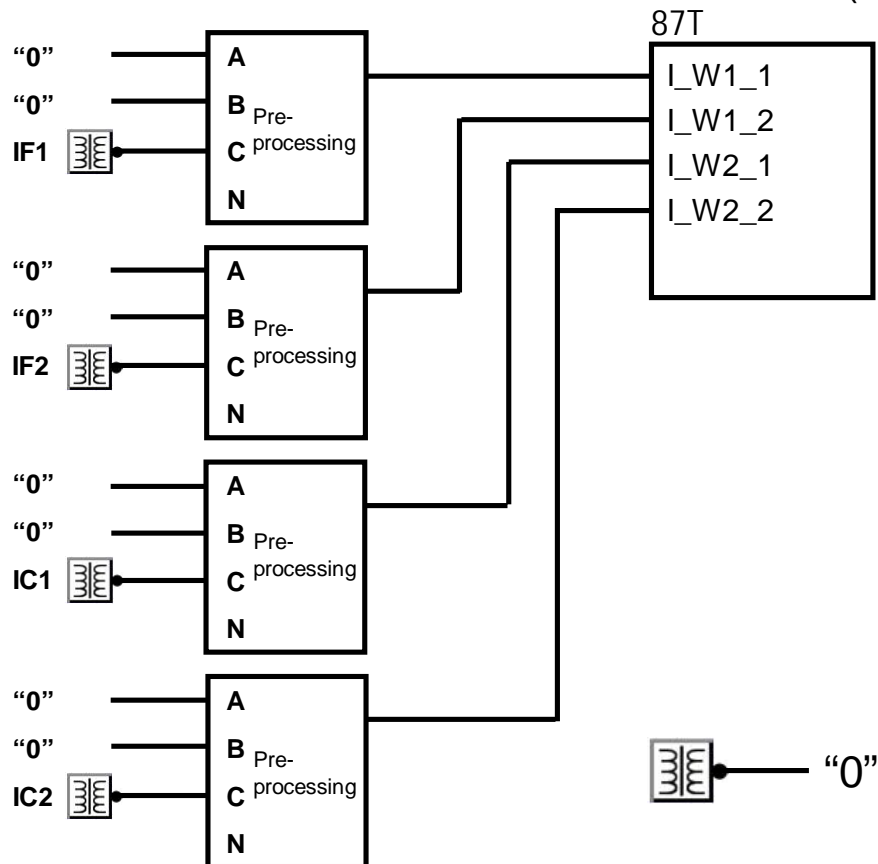 (
87T
“0” A
“0” B Pre-
IF1 C processing
N
I_W1_1
I_W1_2
I_W2_1
I_W2_2
“0” A
“0” B Pre-
IF2 C processing
N
“0” A
“0” B Pre-
IC1 C processing
N
“0” A
“0” B Pre-
IC2 C processing
N
“0”